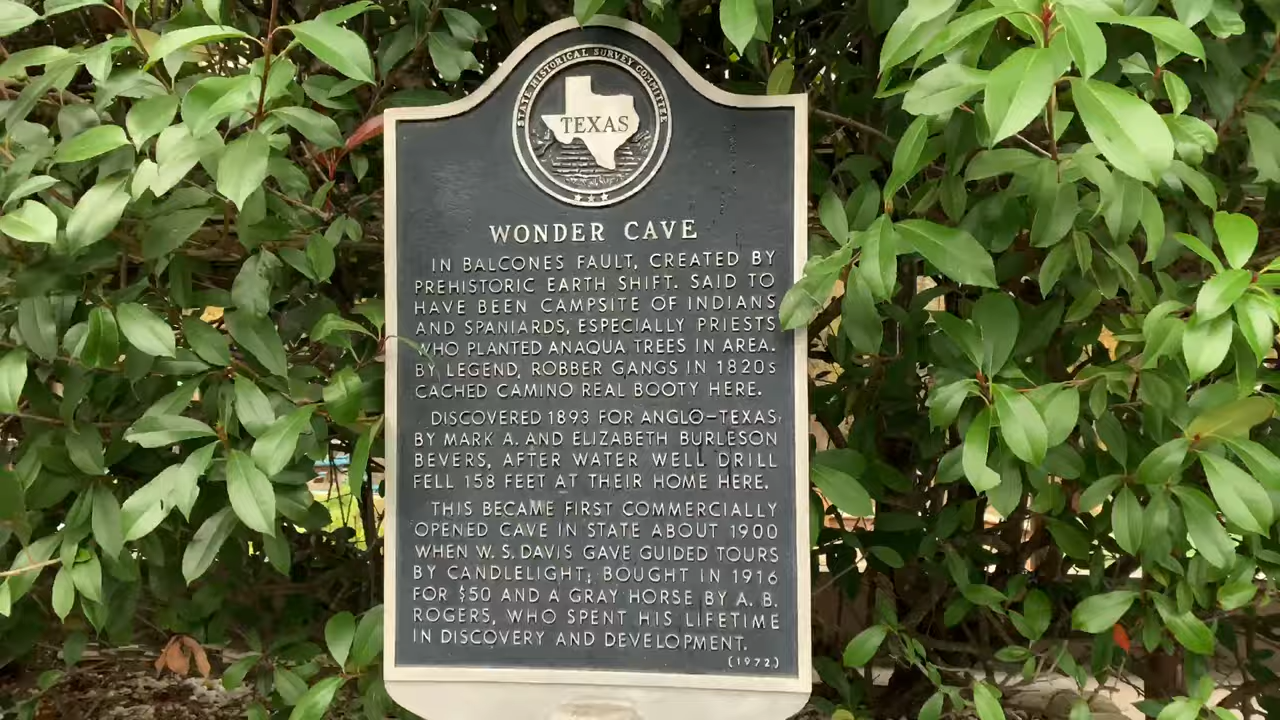 STATE HISTORICAL SURVEY COMMITTEE
TEXAS
WONDER CAVE
IN BALCONES FAULT, CREATED BY
PREHISTORIC EARTH SHIFT. SAID TO
HAVE BEEN CAMPSITE OF INDIANS
AND SPANIARDS, ESPECIALLY PRIESTS
WHO PLANTED ANAQUA TREES IN AREA.
BY LEGEND, ROBBER GANGS IN 1820s
CACHED CAMINO REAL BOOTY HERE.
DISCOVERED 1893 FOR ANGLO-TEXAS
BY MARK A. AND ELIZABETH BURLESON
BEVERS, AFTER WATER WELL DRILL
FELL 158 FEET AT THEIR HOME HERE.
THIS BECAME FIRST COMMERCIALLY
OPENED CAVE IN STATE ABOUT 1900
WHEN W. S. DAVIS GAVE GUIDED TOURS
BY CANDLELIGHT; BOUGHT IN 1916
FOR $50 AND A GRAY HORSE BY A. B.
ROGERS, WHO SPENT HIS LIFETIME
IN DISCOVERY AND DEVELOPMENT.
(1972)